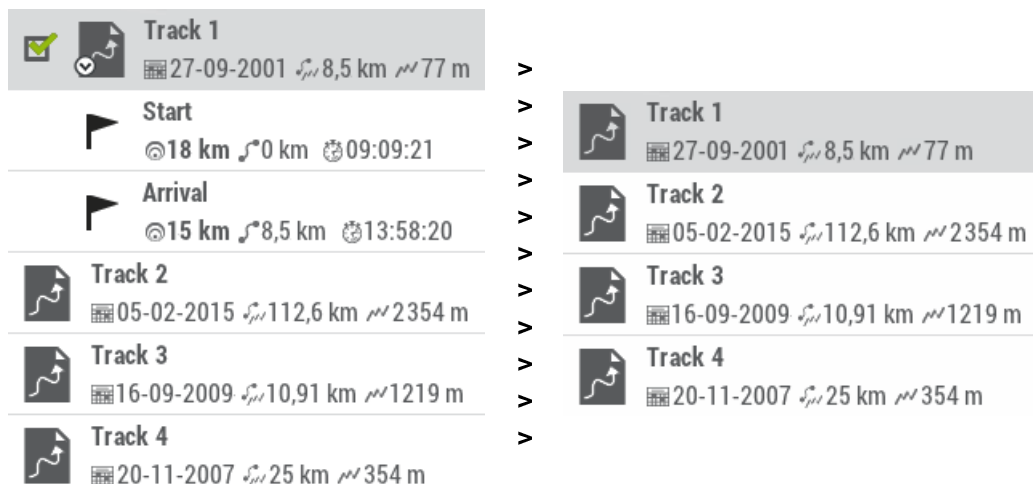 Track 1
27-09-2001 8,5 km 77 m
Start
18 km 0 km 09:09:21
Arrival
15 km 8,5 km 13:58:20
Track 2
05-02-2015 112,6 km 2354 m
Track 3
16-09-2009 10,91 km 1219 m
Track 4
20-11-2007 25 km 354 m
>
>
>
>
>
>
>
>
>
>
>
Track 1
27-09-2001 8,5 km 77 m
Track 2
05-02-2015 112,6 km 2354 m
Track 3
16-09-2009 10,91 km 1219 m
Track 4
20-11-2007 25 km 354 m